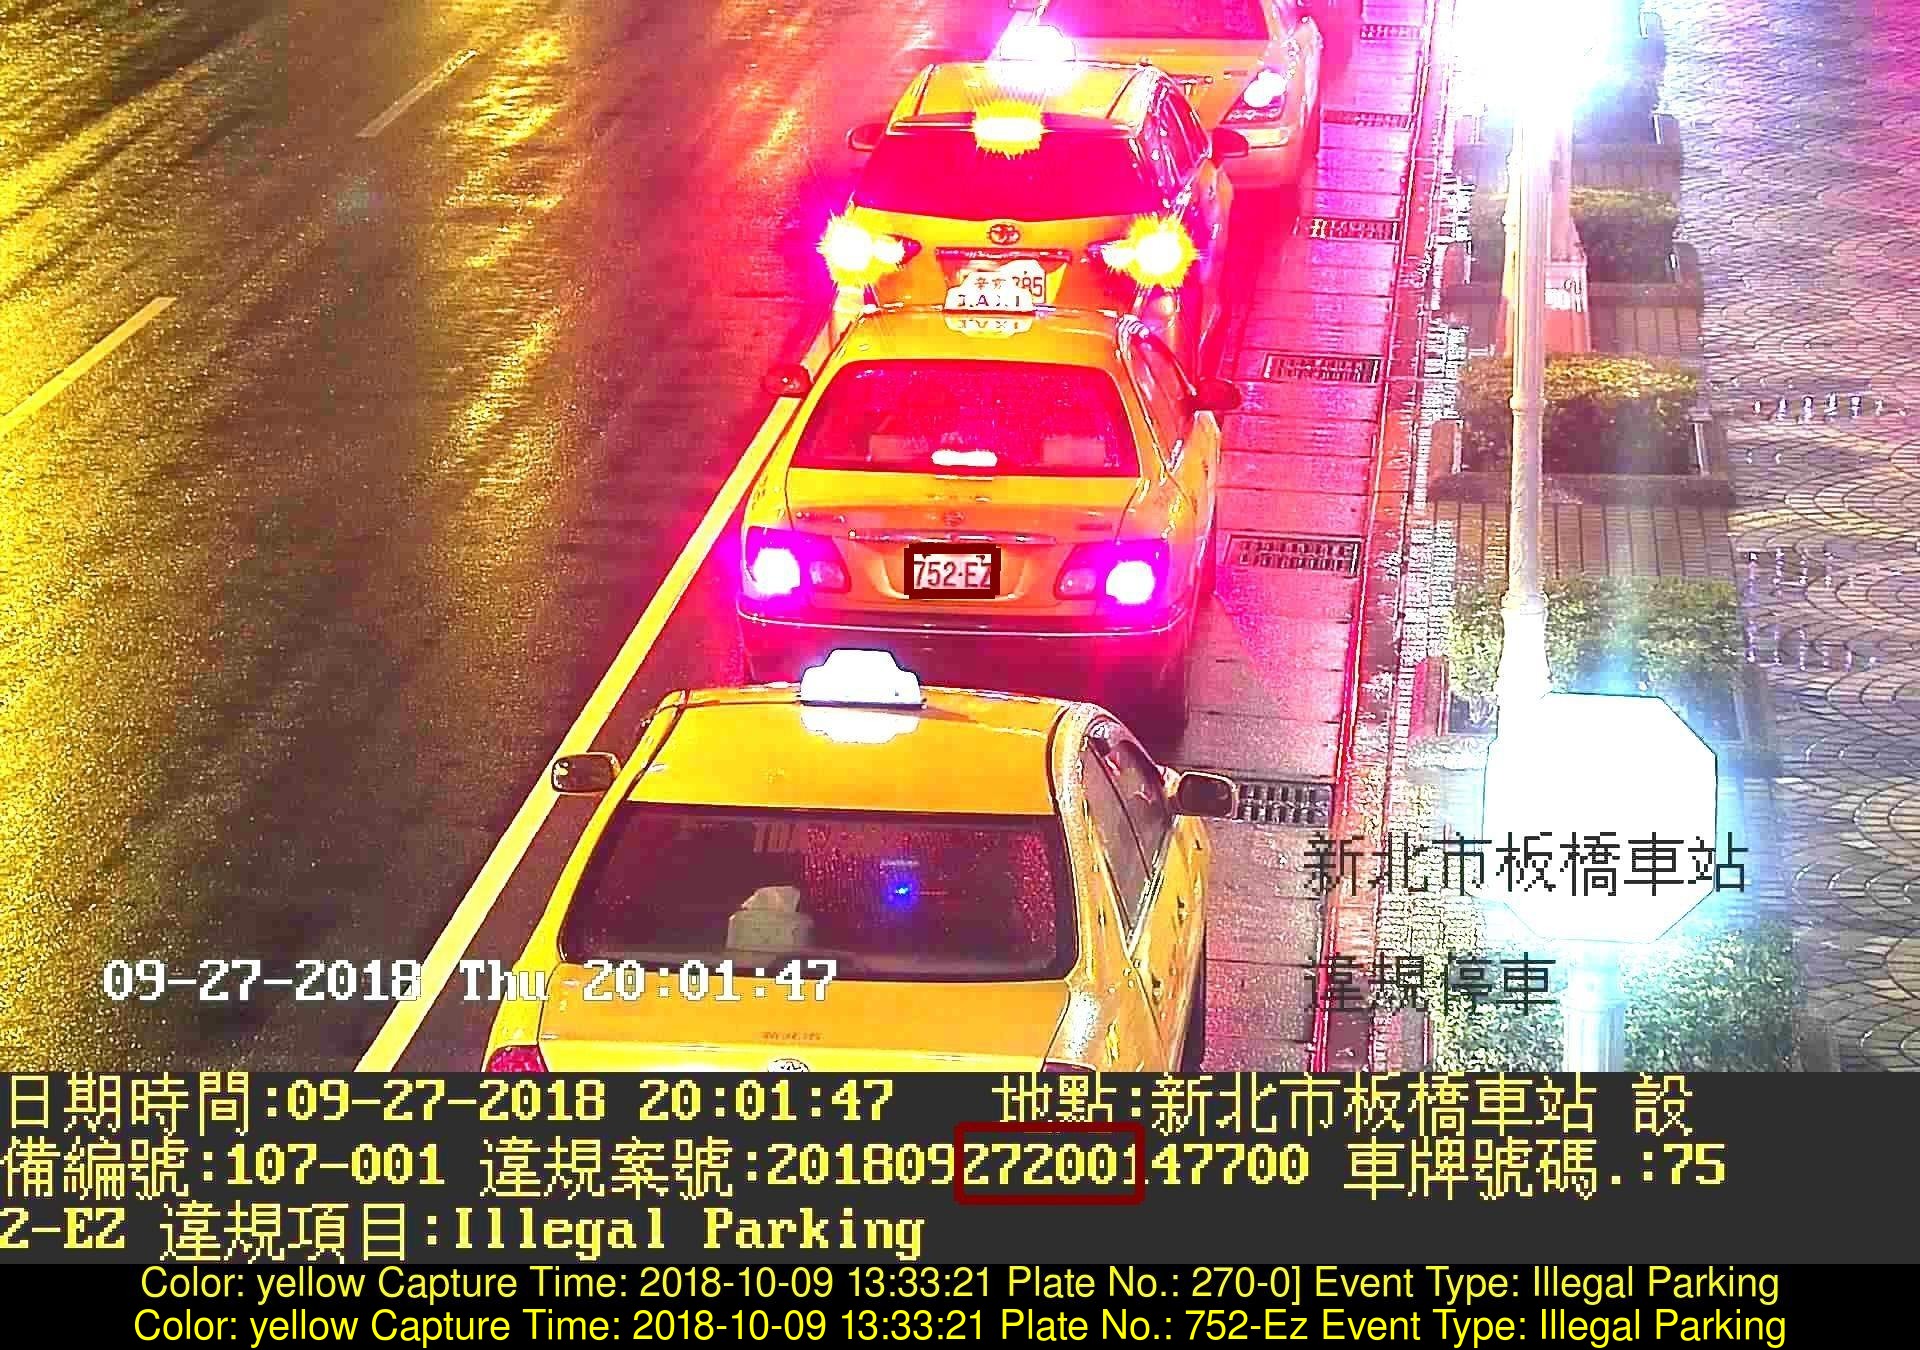 TAXI
752-EZ
新北市板橋車站
違規停車
09-27-2018 Thu 20:01:47
日期時間:09-27-2018 20:01:47 地點:新北市板橋車站 設
備編號:107-001 違規案號:20180927200147700 車牌號碼.:75
2-EZ 違規項目:Illegal Parking
Color: yellow Capture Time: 2018-10-09 13:33:21 Plate No.: 270-0] Event Type: Illegal Parking
Color: yellow Capture Time: 2018-10-09 13:33:21 Plate No.: 752-Ez Event Type: Illegal Parking